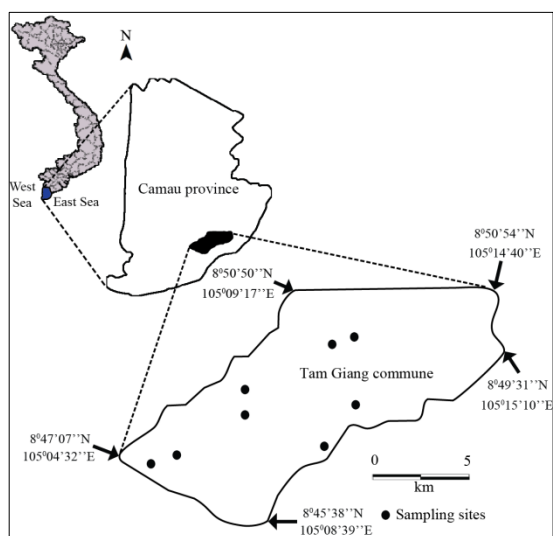 N
West
Sea
East Sea
Camau province
8⁰50'50''N
105⁰09'17''E
8⁰50'54''N
105⁰14'40''E
Tam Giang commune
8⁰49'31''N
105⁰15'10''E
8⁰47'07''N
105⁰04'32''E
0 5
km
8⁰45'38''N
105⁰08'39''E
Sampling sites